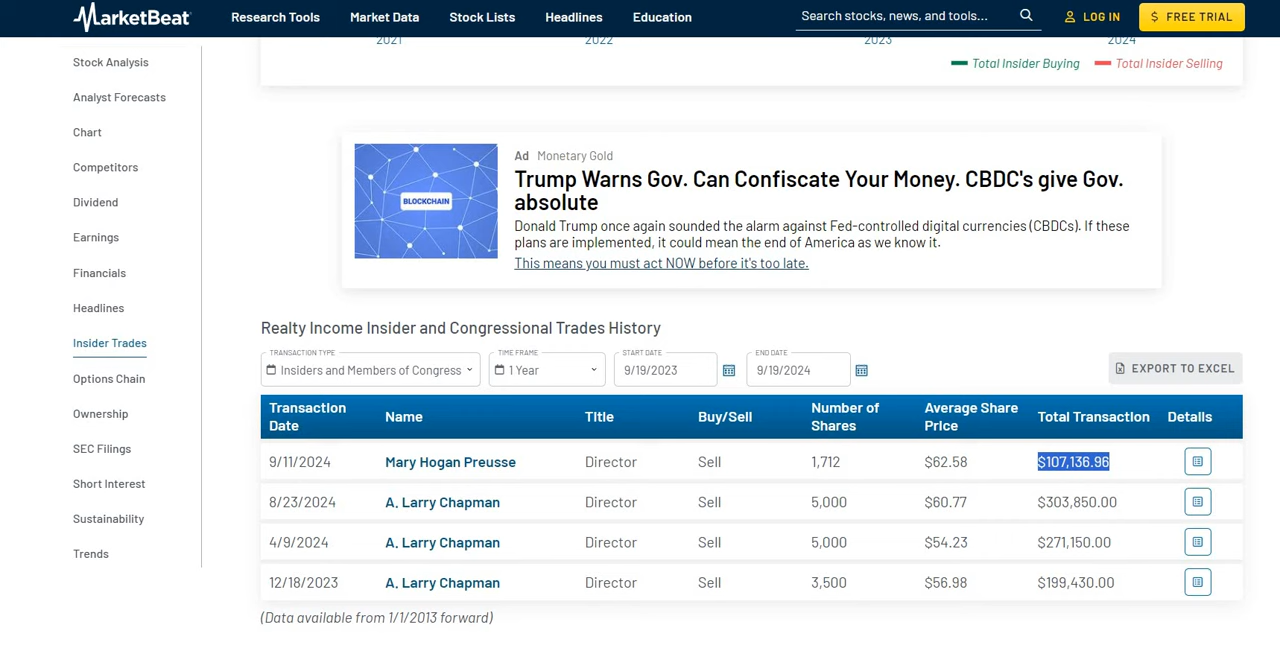 MarketBeat
Research Tools
Market Data
Stock Lists
Headlines
Education
Search stocks, news, and tools...
LOG IN
$ FREE TRIAL
Stock Analysis
Analyst Forecasts
Chart
Competitors
Dividend
Earnings
Financials
Headlines
Insider Trades
Options Chain
Ownership
SEC Filings
Short Interest
Sustainability
Trends
2021 2022 2023 2024
Total Insider Buying Total Insider Selling
BLOCKCHAIN
Ad Monetary Gold
Trump Warns Gov. Can Confiscate Your Money. CBDC's give Gov.
absolute
Donald Trump once again sounded the alarm against Fed-controlled digital currencies (CBDCs). If these
plans are implemented, it could mean the end of America as we know it.
This means you must act NOW before it's too late.
Realty Income Insider and Congressional Trades History
TRANSACTION TYPE
Insiders and Members of Congress
TIME FRAME
1 Year
START DATE
9/19/2023
END DATE
9/19/2024
EXPORT TO EXCEL
Transaction Date Name Title Buy/Sell Number of Shares Average Share Price Total Transaction Details
9/11/2024 Mary Hogan Preusse Director Sell 1,712 $62.58 $107,136.96
8/23/2024 A. Larry Chapman Director Sell 5,000 $60.77 $303,850.00
4/9/2024 A. Larry Chapman Director Sell 5,000 $54.23 $271,150.00
12/18/2023 A. Larry Chapman Director Sell 3,500 $56.98 $199,430.00
(Data available from 1/1/2013 forward)